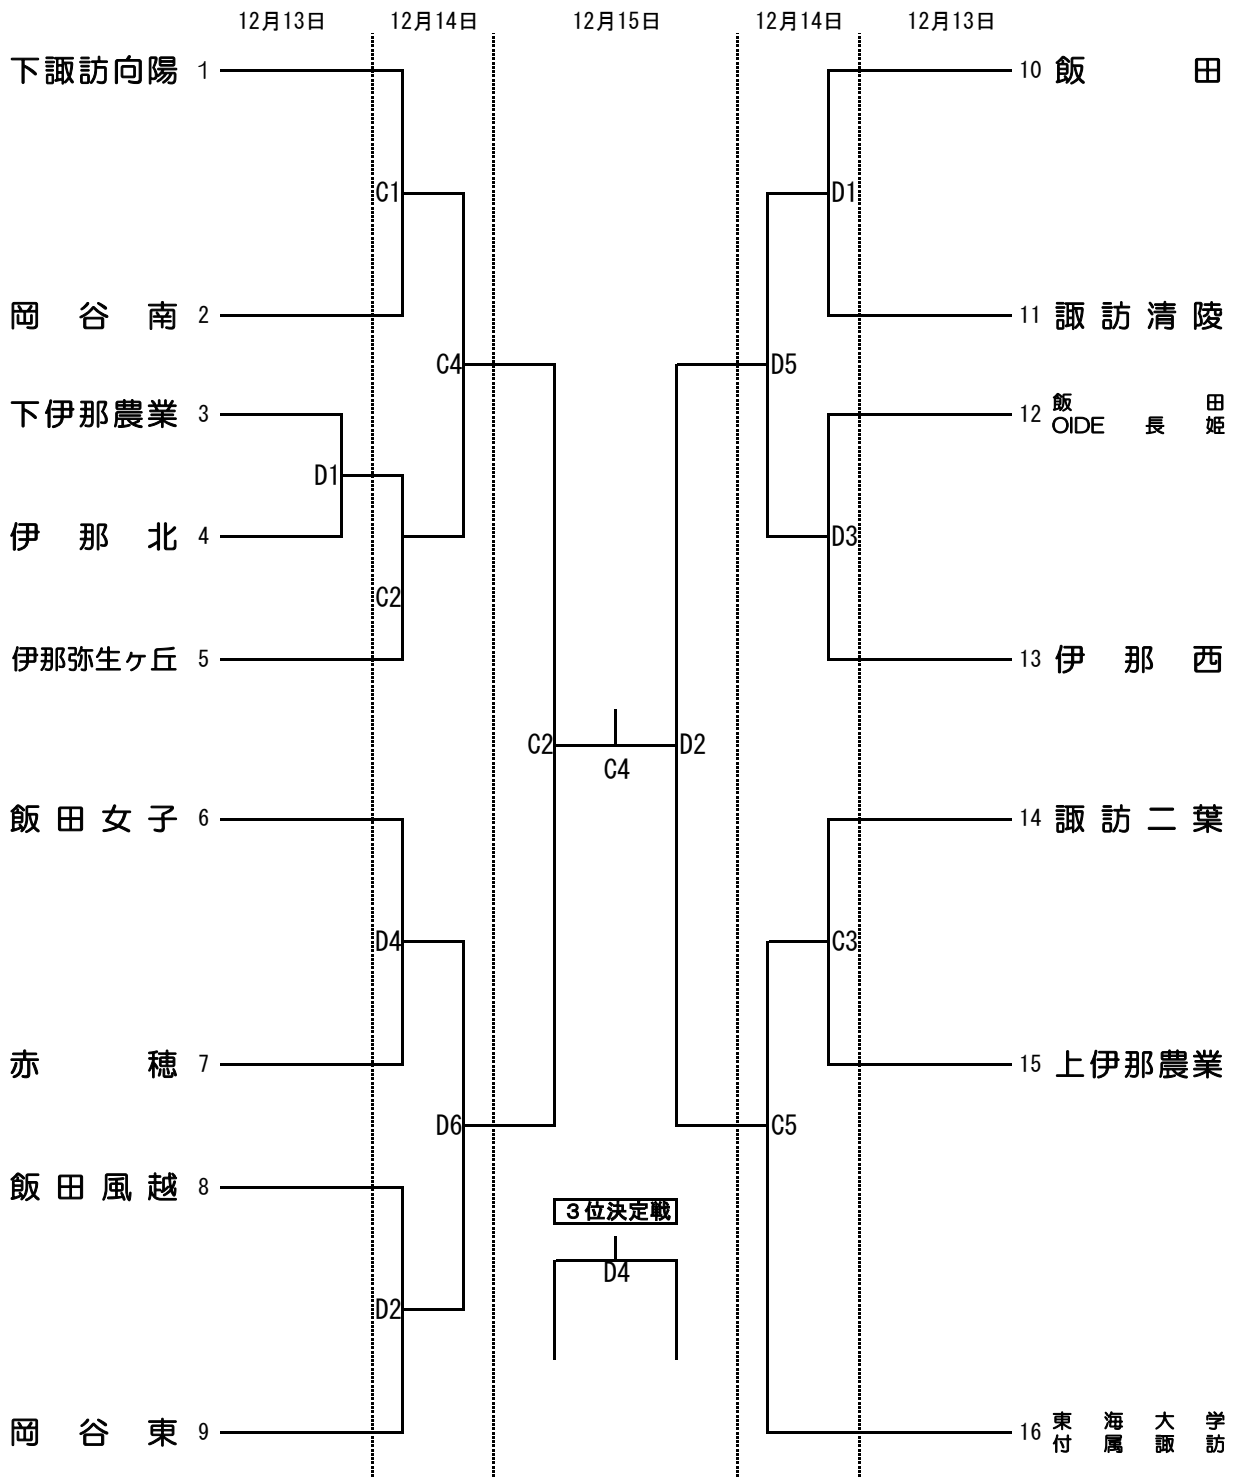 12月13日 12月14日 12月15日 12月14日 12月13日
下諏訪向陽 1
10 飯田
C1
D1
岡谷南 2
11 諏訪清陵
C4
D5
下伊那農業 3
12 飯田
OIDE長姫
D1
伊那北 4
D3
C2
伊那弥生ヶ丘 5
13 伊那西
C2
D2
C4
飯田女子 6
14 諏訪二葉
D4
C3
赤穂 7
15 上伊那農業
D6
C5
飯田風越 8
3位決定戦
D4
D2
岡谷東 9
16 東海大学
付属諏訪